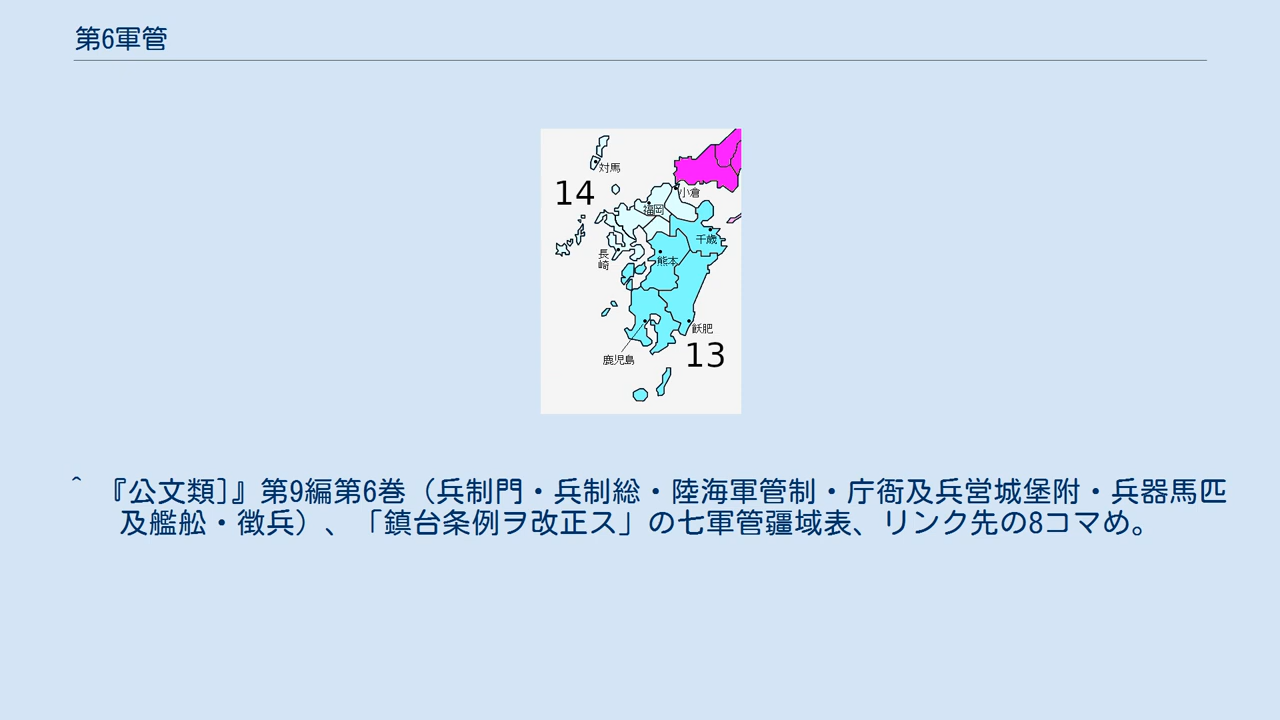 第6軍管
対馬
14
小倉
福岡
千歳
長崎
熊本
飫肥
13
鹿児島
^ 『公文類]』第9編第6巻（兵制門・兵制総・陸海軍管制・庁衙及兵営城堡附・兵器馬匹
及艦舩・徴兵）、「鎮台条例ヲ改正ス」の七軍管疆域表、リンク先の8コマめ。